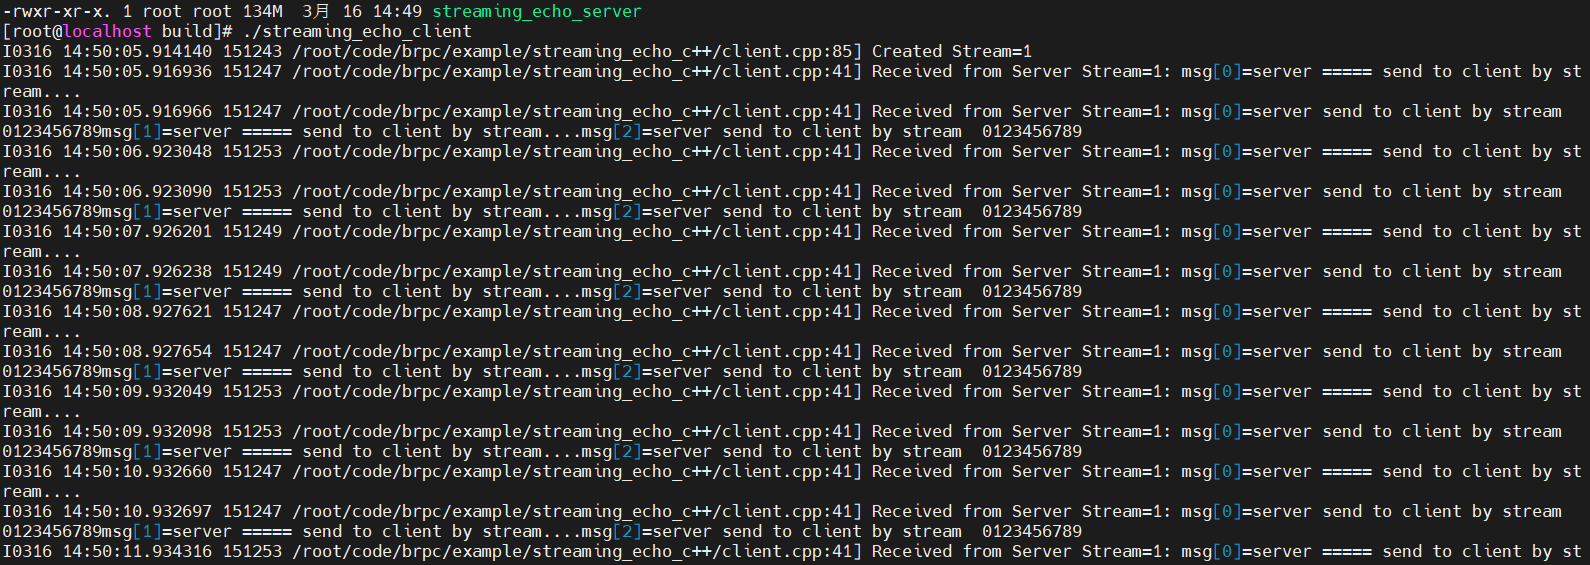 -rwxr-xr-x. 1 root root 134M  3月 16 14:49 streaming_echo_server
[root@localhost build]# ./streaming_echo_client
I0316 14:50:05.914140 151243 /root/code/brpc/example/streaming_echo_c++/client.cpp:85] Created Stream=1
I0316 14:50:05.916936 151247 /root/code/brpc/example/streaming_echo_c++/client.cpp:41] Received from Server Stream=1: msg[0]=server ===== send to client by st
ream....
I0316 14:50:05.916966 151247 /root/code/brpc/example/streaming_echo_c++/client.cpp:41] Received from Server Stream=1: msg[0]=server send to client by stream
0123456789msg[1]=server ===== send to client by stream....msg[2]=server send to client by stream  0123456789
I0316 14:50:06.923048 151253 /root/code/brpc/example/streaming_echo_c++/client.cpp:41] Received from Server Stream=1: msg[0]=server ===== send to client by st
ream....
I0316 14:50:06.923090 151253 /root/code/brpc/example/streaming_echo_c++/client.cpp:41] Received from Server Stream=1: msg[0]=server send to client by stream
0123456789msg[1]=server ===== send to client by stream....msg[2]=server send to client by stream  0123456789
I0316 14:50:07.926201 151249 /root/code/brpc/example/streaming_echo_c++/client.cpp:41] Received from Server Stream=1: msg[0]=server ===== send to client by st
ream....
I0316 14:50:07.926238 151249 /root/code/brpc/example/streaming_echo_c++/client.cpp:41] Received from Server Stream=1: msg[0]=server send to client by stream
0123456789msg[1]=server ===== send to client by stream....msg[2]=server send to client by stream  0123456789
I0316 14:50:08.927621 151247 /root/code/brpc/example/streaming_echo_c++/client.cpp:41] Received from Server Stream=1: msg[0]=server ===== send to client by st
ream....
I0316 14:50:08.927654 151247 /root/code/brpc/example/streaming_echo_c++/client.cpp:41] Received from Server Stream=1: msg[0]=server send to client by stream
0123456789msg[1]=server ===== send to client by stream....msg[2]=server send to client by stream  0123456789
I0316 14:50:09.932049 151253 /root/code/brpc/example/streaming_echo_c++/client.cpp:41] Received from Server Stream=1: msg[0]=server ===== send to client by st
ream....
I0316 14:50:09.932098 151253 /root/code/brpc/example/streaming_echo_c++/client.cpp:41] Received from Server Stream=1: msg[0]=server send to client by stream
0123456789msg[1]=server ===== send to client by stream....msg[2]=server send to client by stream  0123456789
I0316 14:50:10.932660 151247 /root/code/brpc/example/streaming_echo_c++/client.cpp:41] Received from Server Stream=1: msg[0]=server ===== send to client by st
ream....
I0316 14:50:10.932697 151247 /root/code/brpc/example/streaming_echo_c++/client.cpp:41] Received from Server Stream=1: msg[0]=server send to client by stream
0123456789msg[1]=server ===== send to client by stream....msg[2]=server send to client by stream  0123456789
I0316 14:50:11.934316 151253 /root/code/brpc/example/streaming_echo_c++/client.cpp:41] Received from Server Stream=1: msg[0]=server ===== send to client by st